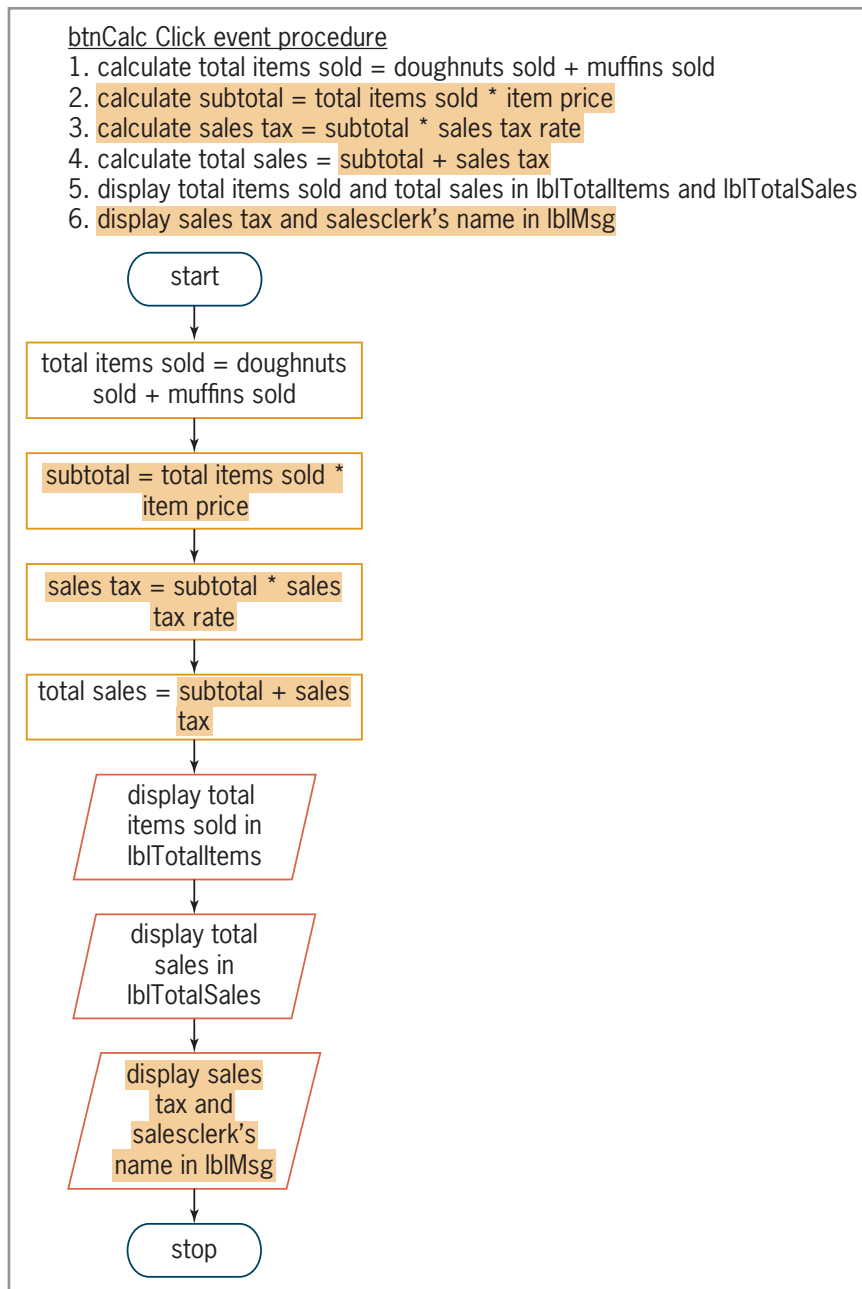 btnCalc Click event procedure
1. calculate total items sold = doughnuts sold + muffins sold
2. calculate subtotal = total items sold * item price
3. calculate sales tax = subtotal * sales tax rate
4. calculate total sales = subtotal + sales tax
5. display total items sold and total sales in lblTotalItems and lblTotalSales
6. display sales tax and salesclerk's name in lblMsg
start
total items sold = doughnuts
sold + muffins sold
subtotal = total items sold *
item price
sales tax = subtotal * sales
tax rate
total sales = subtotal + sales
tax
display total
items sold in
lblTotalItems
display total
sales in
lblTotalSales
display sales
tax and
salesclerk's
name in lblMsg
stop